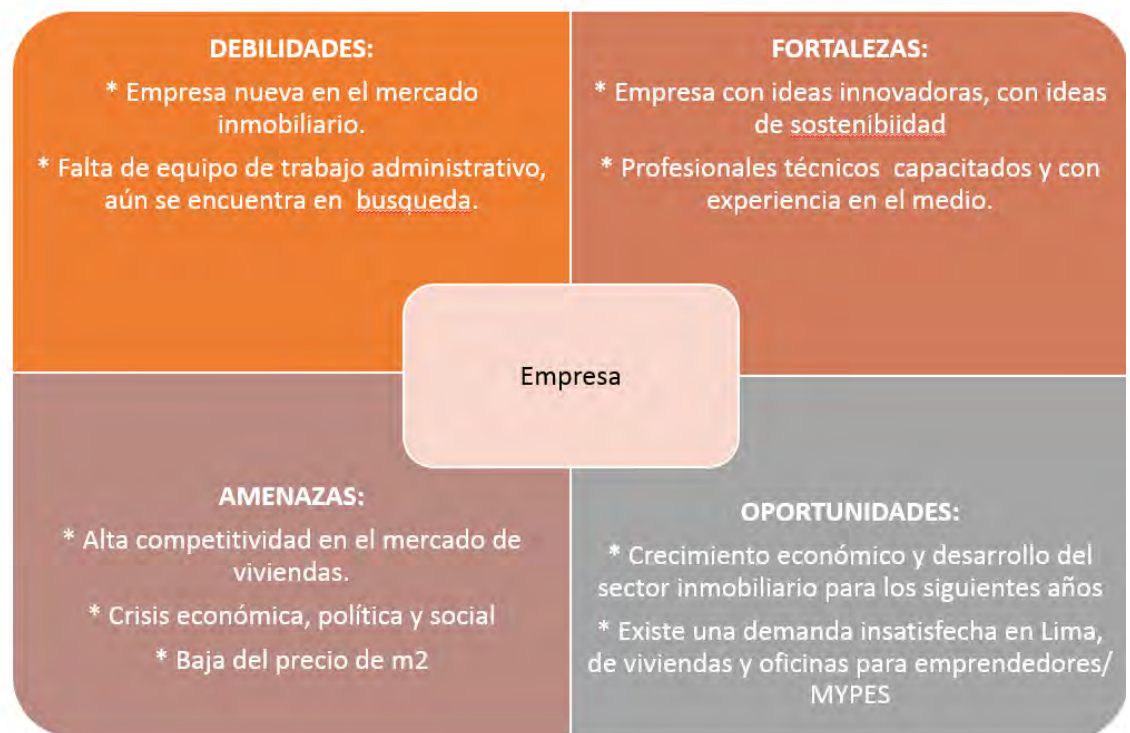 DEBILIDADES:
* Empresa nueva en el mercado
inmobiliario.
* Falta de equipo de trabajo administrativo,
aún se encuentra en busqueda.
FORTALEZAS:
* Empresa con ideas innovadoras, con ideas
de sostenibiidad
* Profesionales técnicos capacitados y con
experiencia en el medio.
Empresa
AMENAZAS:
* Alta competitividad en el mercado de
viviendas.
* Crisis económica, política y social
* Baja del precio de m2
OPORTUNIDADES:
* Crecimiento económico y desarrollo del
sector inmobiliario para los siguientes años
* Existe una demanda insatisfecha en Lima,
de viviendas y oficinas para emprendedores/
MYPES